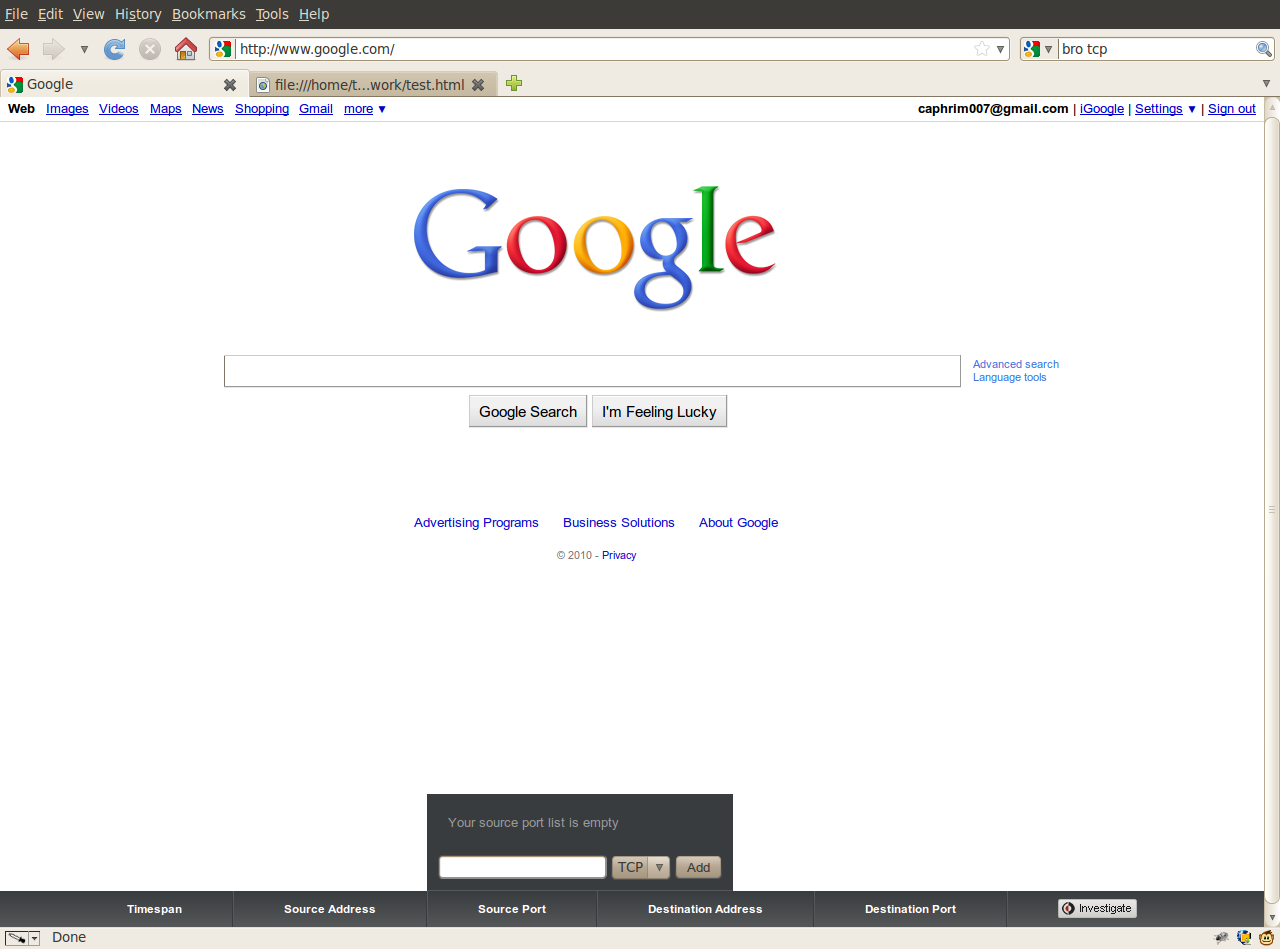 File Edit View History Bookmarks Tools Help
http://www.google.com/ bro tcp
Google file:///home/t...work/test.html
Web Images Videos Maps News Shopping Gmail more ▼ caphrim007@gmail.com | iGoogle | Settings ▼ | Sign out
Google
Advanced search
Language tools
Google Search I'm Feeling Lucky
Advertising Programs Business Solutions About Google
© 2010 - Privacy
Your source port list is empty
TCP Add
Timespan Source Address Source Port Destination Address Destination Port Investigate
Done